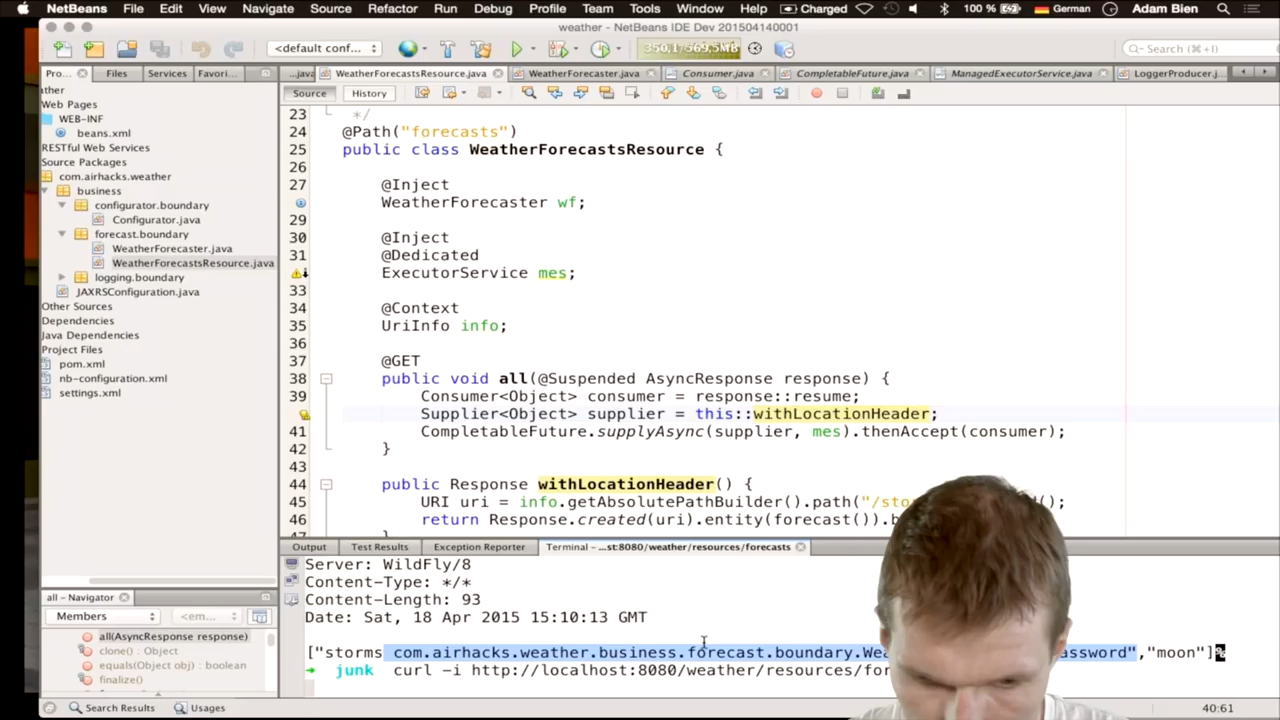 NetBeans File Edit View Navigate Source Refactor Run Debug Profile Team Tools Window Help Charged 100 % German Adam Bien
weather - NetBeans IDE Dev 201504140001
<default conf... 350,1/569,5MB Search (⌘+I)
Pro... Files Services Favori... ...java WeatherForecastsResource.java WeatherForecaster.java Consumer.java CompletableFuture.java ManagedExecutorService.java LoggerProducer.j...
Source History
ather
Web Pages
WEB-INF
beans.xml
RESTful Web Services
Source Packages
com.airhacks.weather
business
configurator.boundary
Configurator.java
forecast.boundary
WeatherForecaster.java
WeatherForecastsResource.java
logging.boundary
JAXRSConfiguration.java
Other Sources
Dependencies
Java Dependencies
Project Files
pom.xml
nb-configuration.xml
settings.xml
23 */
24 @Path("forecasts")
25 public class WeatherForecastsResource {
26
27 @Inject
WeatherForecaster wf;
29
30 @Inject
31 @Dedicated
ExecutorService mes;
33
34 @Context
35 UriInfo info;
36
37 @GET
38 public void all(@Suspended AsyncResponse response) {
39 Consumer<Object> consumer = response::resume;
Supplier<Object> supplier = this::withLocationHeader;
41 CompletableFuture.supplyAsync(supplier, mes).thenAccept(consumer);
42 }
43
44 public Response withLocationHeader() {
45 URI uri = info.getAbsolutePathBuilder().path("/sto d();
46 return Response.created(uri).entity(forecast()).b
all - Navigator
Members <em...
all(AsyncResponse response)
clone() : Object
equals(Object obj) : boolean
finalize()
Output Test Results Exception Reporter Terminal - ...st:8080/weather/resources/forecasts
Server: WildFly/8
Content-Type: */*
Content-Length: 93
Date: Sat, 18 Apr 2015 15:10:13 GMT
["storms com.airhacks.weather.business.forecast.boundary.Wea assword","moon"]%
➜ junk curl -i http://localhost:8080/weather/resources/for
Search Results Usages 40:61